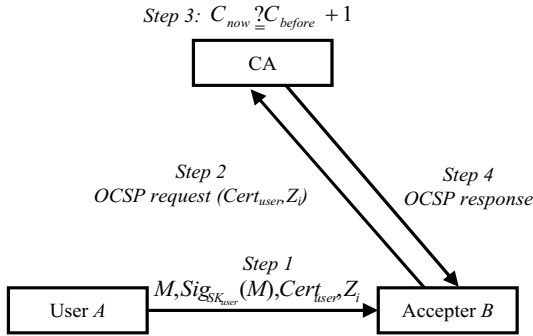 Step 3: C_now ?= C_before + 1
CA
Step 2
OCSP request (Cert_user,Z_i)
Step 4
OCSP response
Step 1
M,Sig_SK_user(M),Cert_user,Z_i
User A
Accepter B